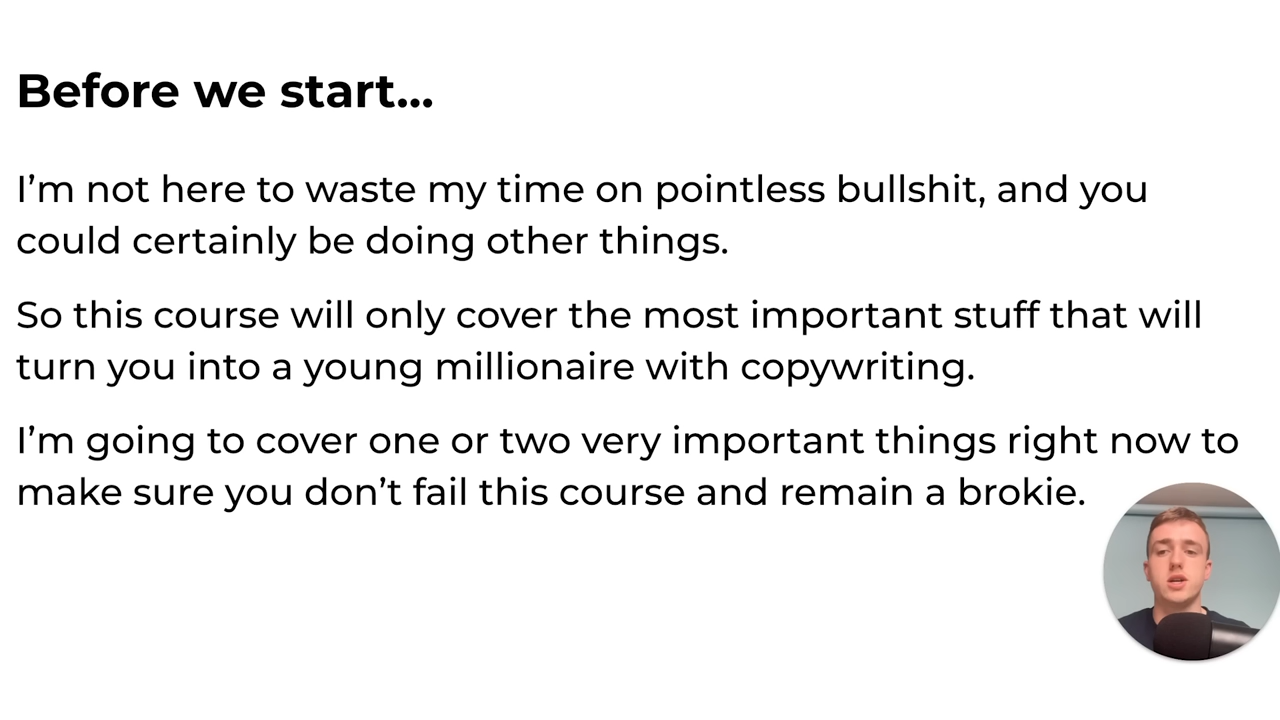 Before we start...
I’m not here to waste my time on pointless bullshit, and you
could certainly be doing other things.
So this course will only cover the most important stuff that will
turn you into a young millionaire with copywriting.
I’m going to cover one or two very important things right now to
make sure you don’t fail this course and remain a brokie.